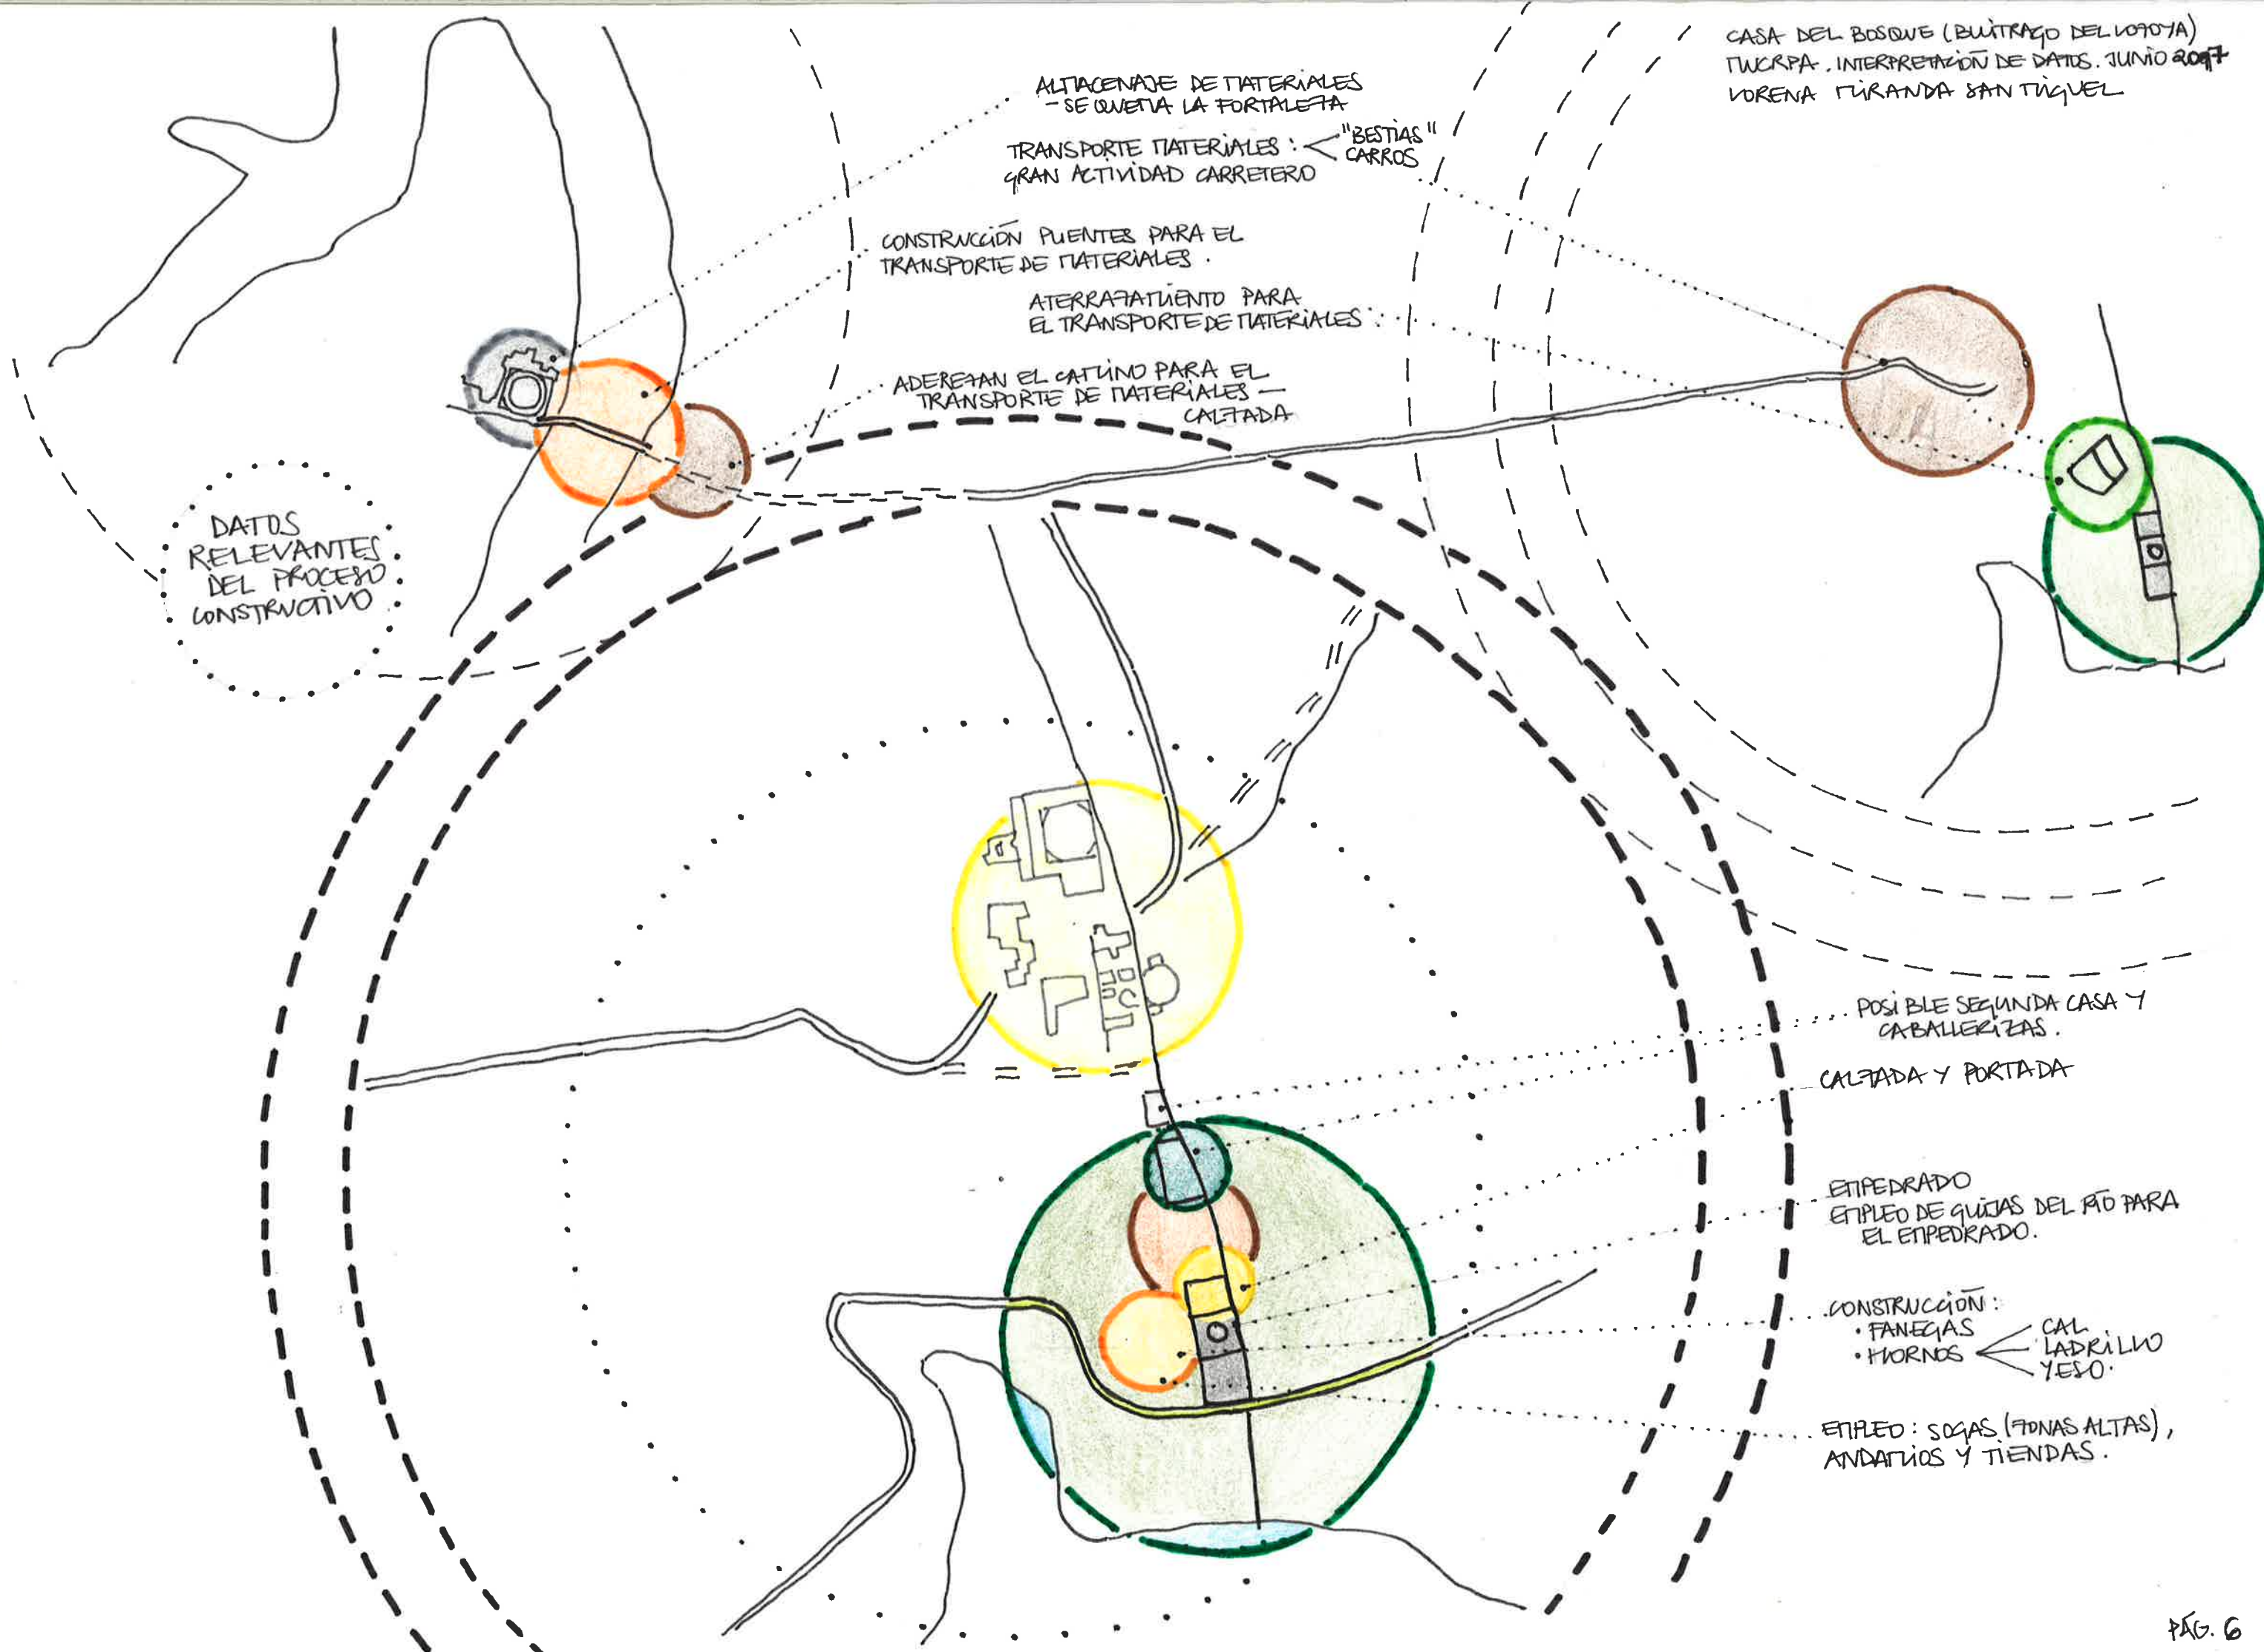 CASA DEL BOSQUE (BUITRAGO DEL LOZOYA)
MUCRPA. INTERPRETACIÓN DE DATOS. JUNIO
LORENA MIRANDA SAN MIGUEL
ALMACENAJE DE MATERIALES
- SE QUEMA LA FORTALEZA
TRANSPORTE MATERIALES: "BESTIAS"
CARROS
GRAN ACTIVIDAD CARRETERO
CONSTRUCCIÓN PUENTES PARA EL
TRANSPORTE DE MATERIALES.
ATERRAZAMIENTO PARA
EL TRANSPORTE DE MATERIALES
ADEREZAN EL CAMINO PARA EL
TRANSPORTE DE MATERIALES —
CALZADA
DATOS
RELEVANTES
DEL PROCESO
CONSTRUCTIVO
POSIBLE SEGUNDA CASA Y
CABALLERIZAS.
CALZADA Y PORTADA
EMPEDRADO
EMPLEO DE GUIJAS DEL RÍO PARA
EL EMPEDRADO.
CONSTRUCCIÓN:
· FANEGAS
· HORNOS
CAL
LADRILLO
YESO.
EMPLEO: SOGAS (ZONAS ALTAS),
ANDAMIOS Y TIENDAS.
PÁG. 6